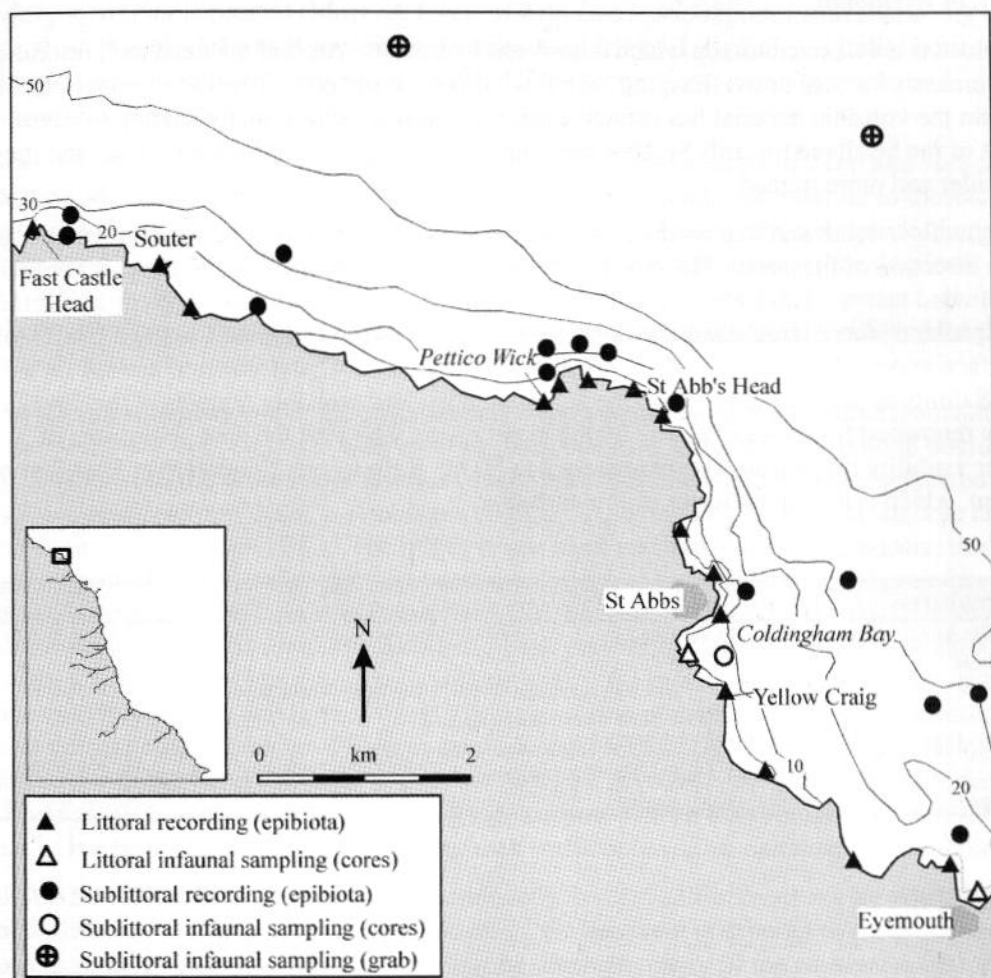 50
30
20
Souter
Fast Castle
Head
Pettico Wick
St Abb's Head
50
St Abbs
Coldingham Bay
N
Yellow Craig
0 km 2
10
20
Eyemouth
Littoral recording (epibiota)
Littoral infaunal sampling (cores)
Sublittoral recording (epibiota)
Sublittoral infaunal sampling (cores)
Sublittoral infaunal sampling (grab)